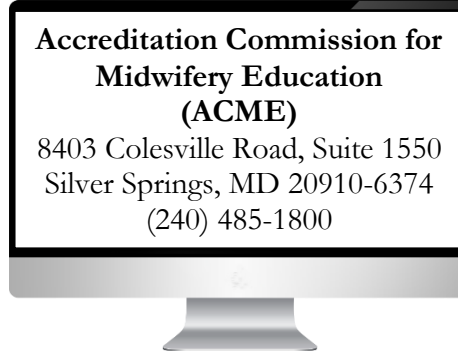 Accreditation Commission for
Midwifery Education
(ACME)
8403 Colesville Road, Suite 1550
Silver Springs, MD 20910-6374
(240) 485-1800